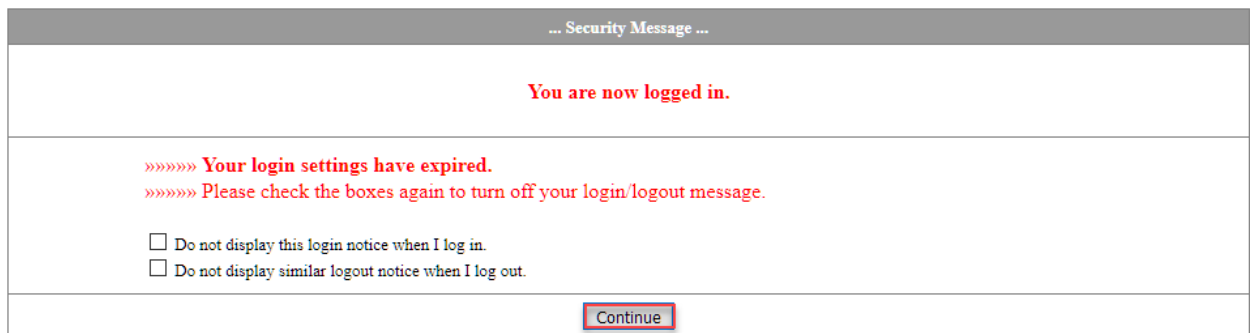 ... Security Message ...
You are now logged in.
»»»»» Your login settings have expired.
»»»»» Please check the boxes again to turn off your login/logout message.
Do not display this login notice when I log in.
Do not display similar logout notice when I log out.
Continue